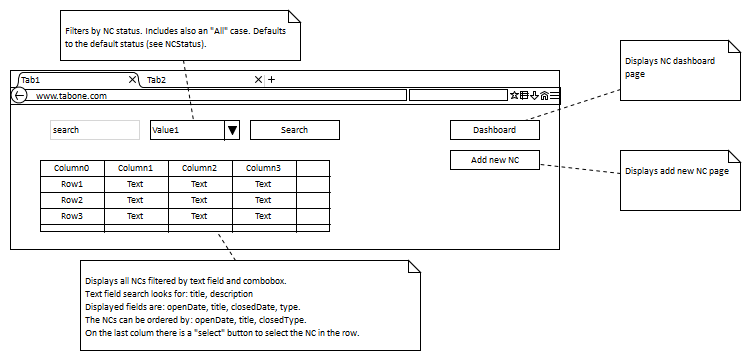 Filters by NC status. Includes also an "All" case. Defaults
to the default status (see NCStatus).
Displays NC dashboard
page
Tab1
Tab2
www.tabone.com
search
Value1
Search
Dashboard
Add new NC
Displays add new NC page
Column0 Column1 Column2 Column3
Row1 Text Text Text
Row2 Text Text Text
Row3 Text Text Text
Displays all NCs filtered by text field and combobox.
Text field search looks for: title, description
Displayed fields are: openDate, title, closedDate, type.
The NCs can be ordered by: openDate, title, closedType.
On the last colum there is a "select" button to select the NC in the row.